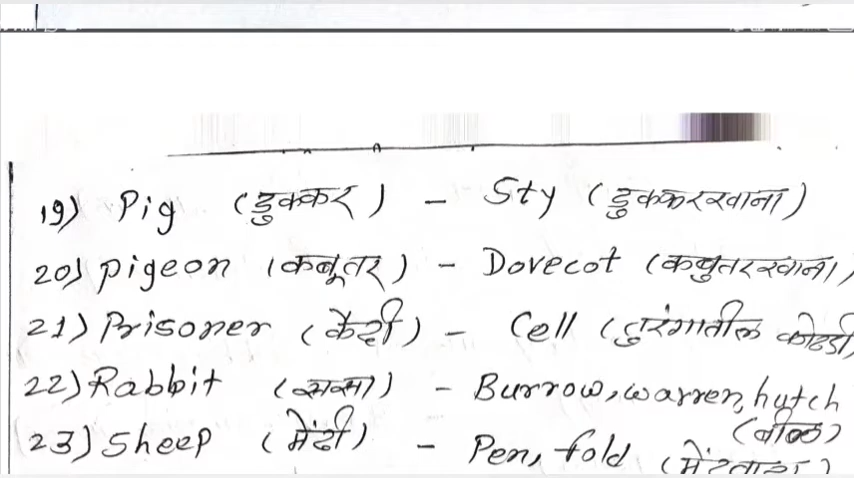 19) Pig (डुक्कर) - Sty (डुक्करखाना)
20) pigeon (कबूतर) - Dovecot (कबुतरखाना)
21) Prisoner (कैदी) - Cell (तुरंगातील कोठडी)
22) Rabbit (ससा) - Burrow, warren, hutch
(बीळ)
23) Sheep (मेंढी) - Pen, fold